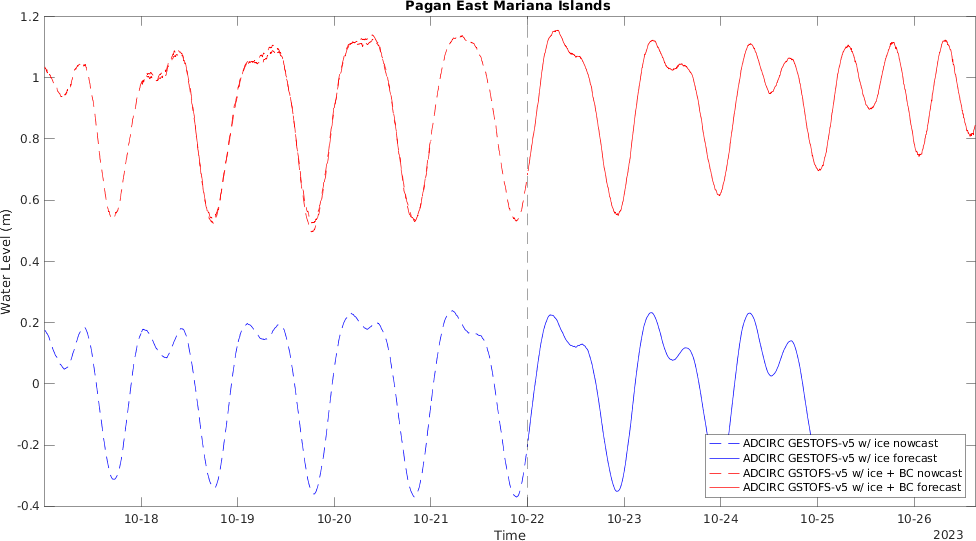 Pagan East Mariana Islands
1.2
1
0.8
0.6
0.4
0.2
0
-0.2
-0.4
Water Level (m)
ADCIRC GESTOFS-v5 w/ ice nowcast
ADCIRC GESTOFS-v5 w/ ice forecast
ADCIRC GSTOFS-v5 w/ ice + BC nowcast
ADCIRC GSTOFS-v5 w/ ice + BC forecast
10-18 10-19 10-20 10-21 10-22 10-23 10-24 10-25 10-26
Time
2023